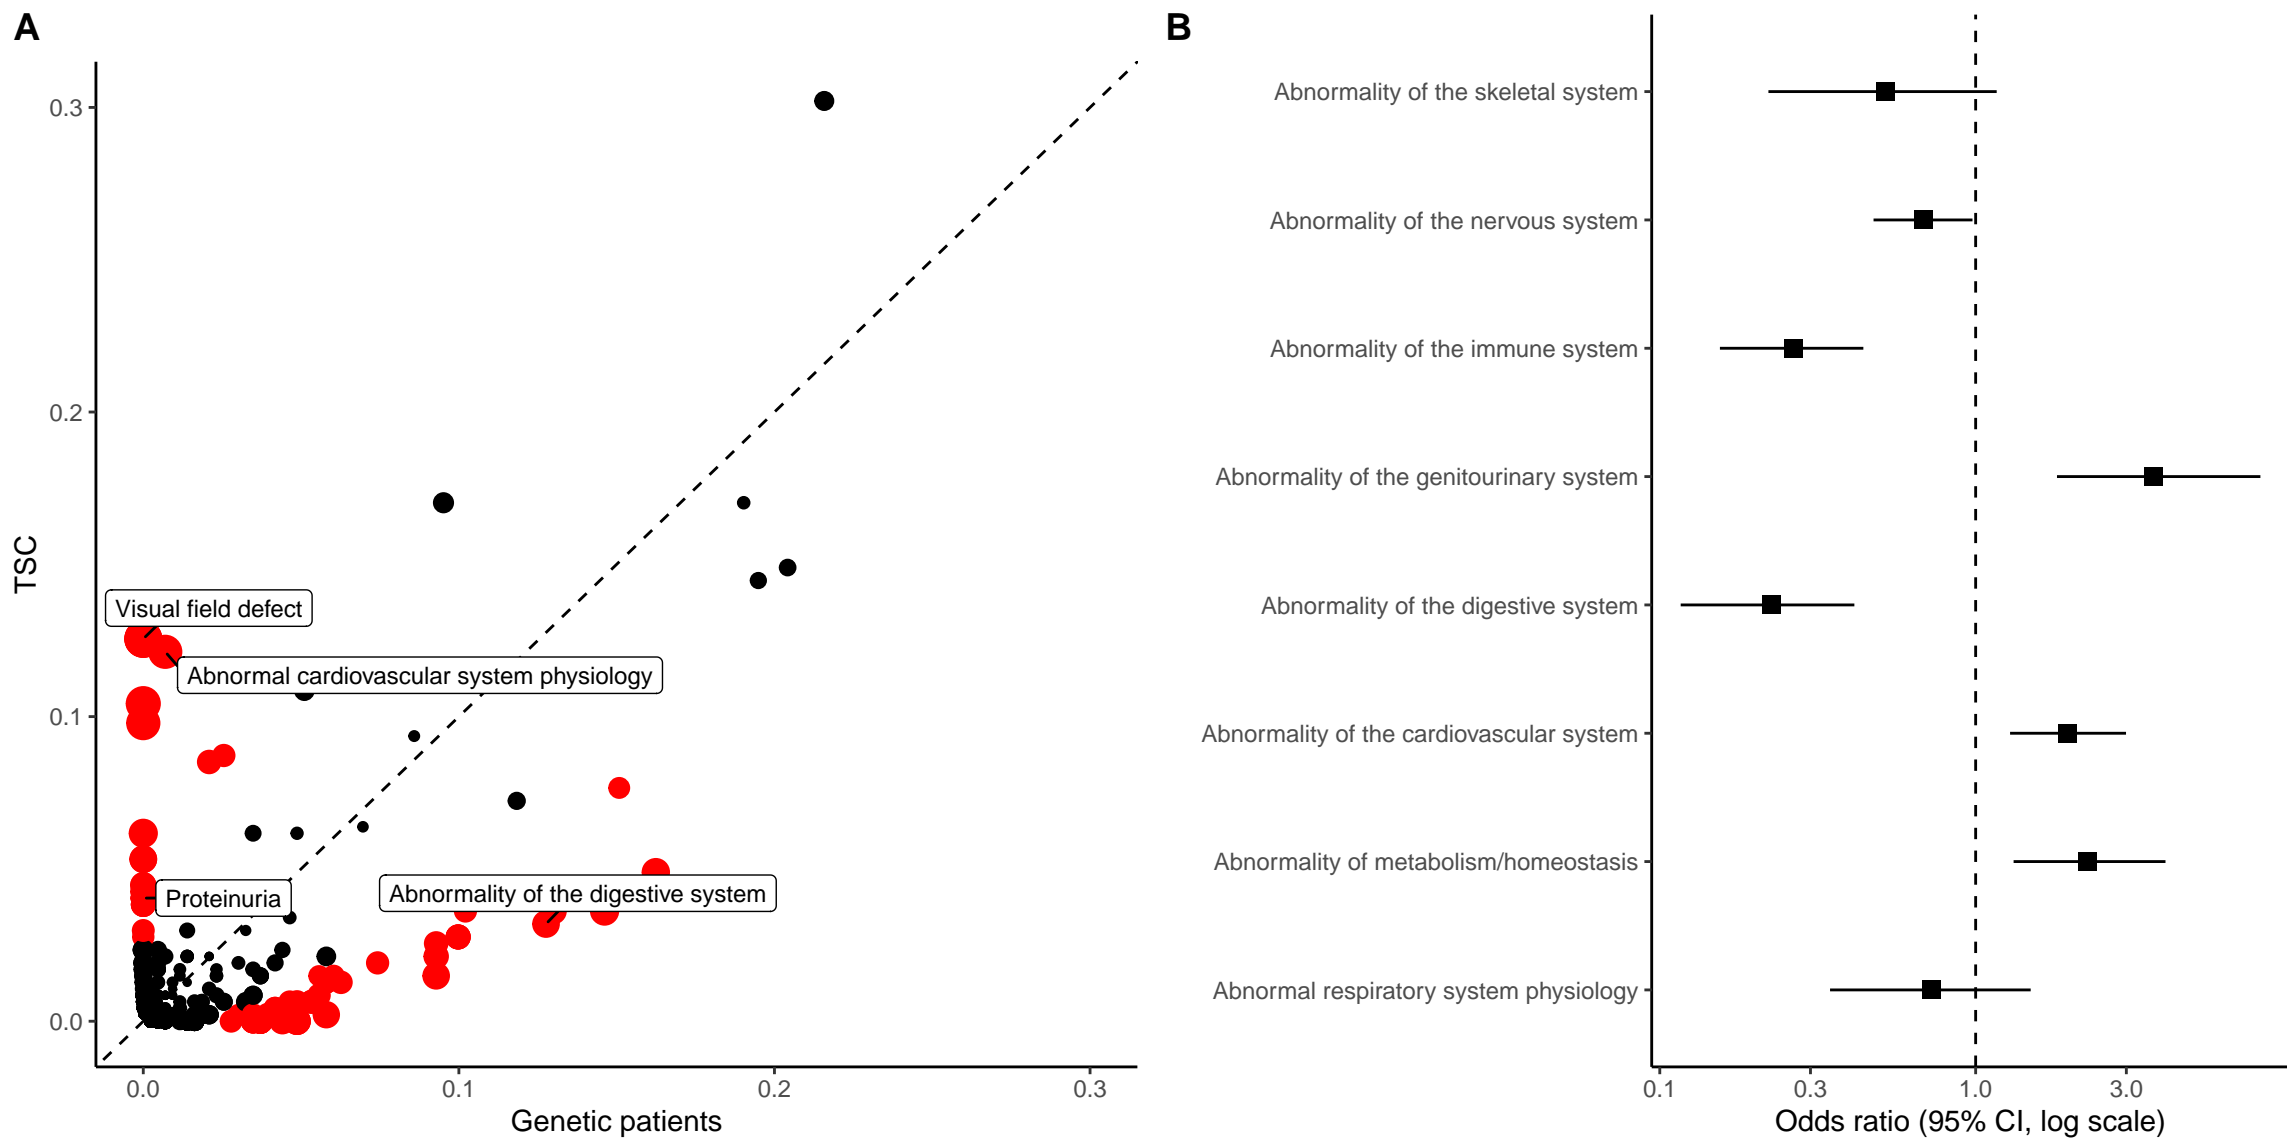 A
0.3
0.2
0.1
0.0
TSC
Visual field defect
Abnormal cardiovascular system physiology
Proteinuria
Abnormality of the digestive system
0.0 0.1 0.2 0.3
Genetic patients
B
Abnormality of the skeletal system
Abnormality of the nervous system
Abnormality of the immune system
Abnormality of the genitourinary system
Abnormality of the digestive system
Abnormality of the cardiovascular system
Abnormality of metabolism/homeostasis
Abnormal respiratory system physiology
0.1 0.3 1.0 3.0
Odds ratio (95% CI, log scale)